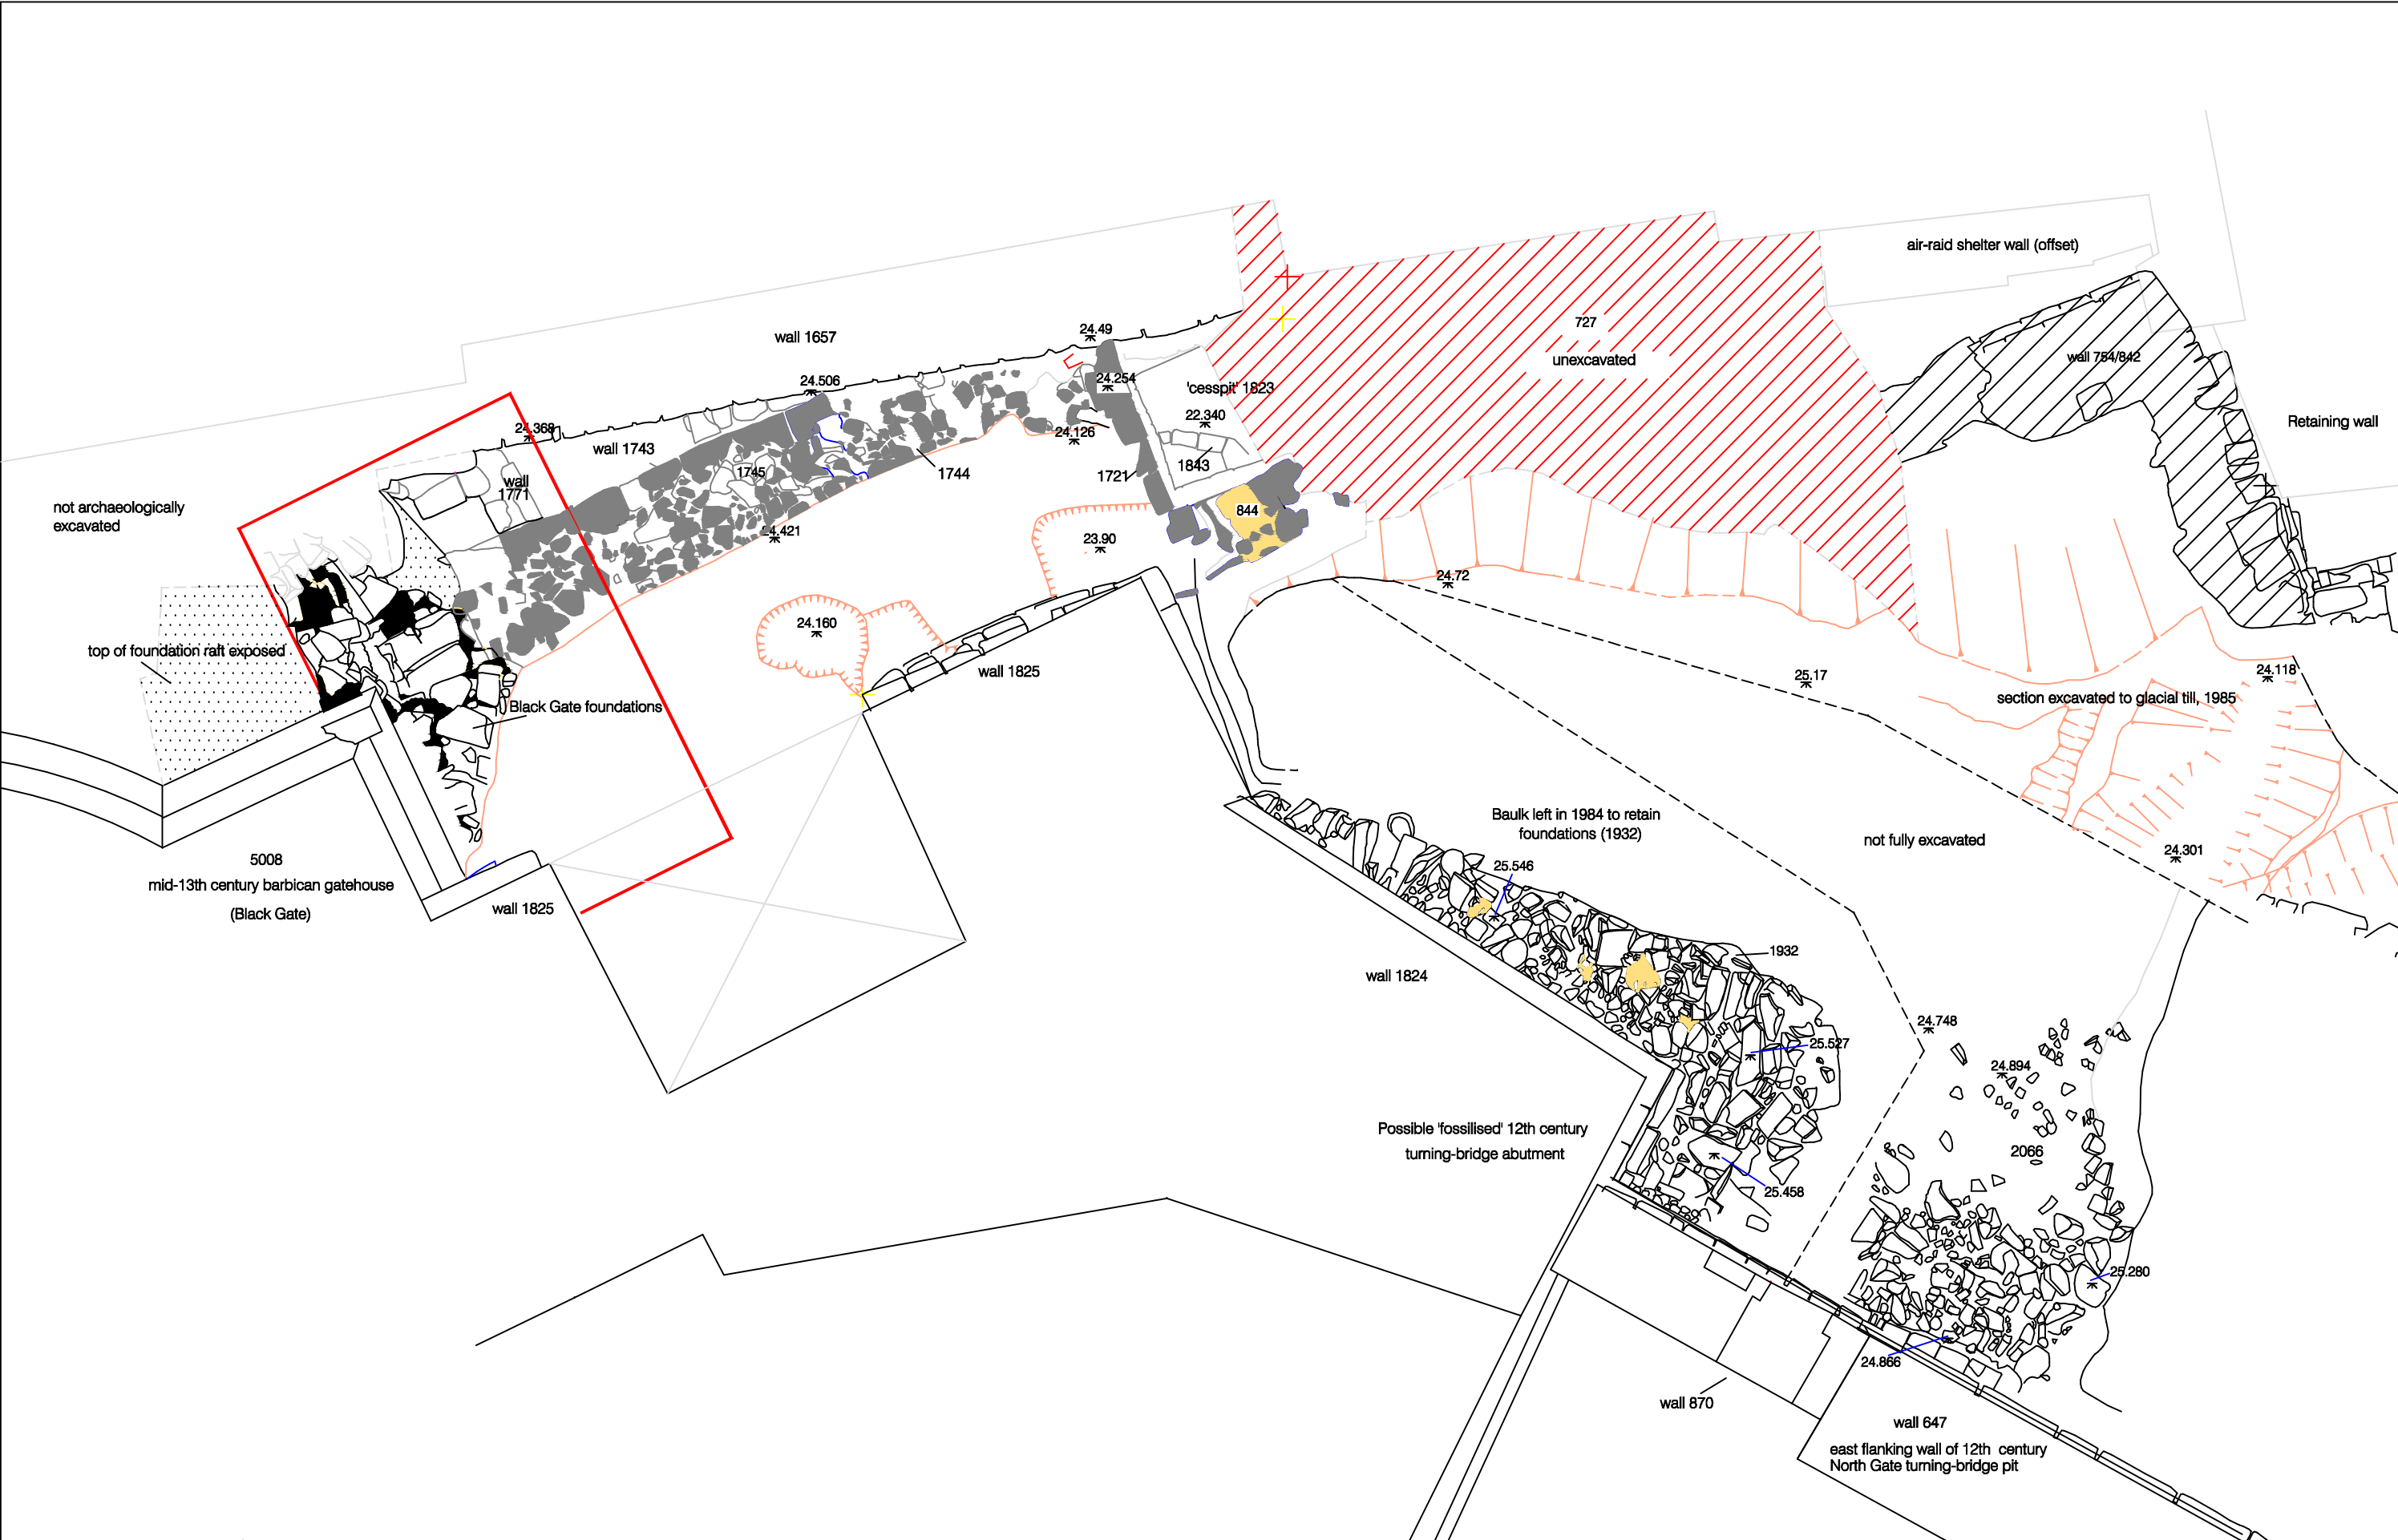 air-raid shelter wall (offset)
727
unexcavated
wall 1657
24.49
wall 754/842
24.506
24.254
'cesspit' 1823
22.340
Retaining wall
24.368
wall 1743
24.126
1745
1744
1721
1843
wall
1771
not archaeologically
excavated
844
24.421
23.90
24.72
24.160
top of foundation raft exposed
wall 1825
25.17
24.118
section excavated to glacial till, 1985
Black Gate foundations
Baulk left in 1984 to retain
foundations (1932)
not fully excavated
24.301
5008
mid-13th century barbican gatehouse
(Black Gate)
25.546
wall 1825
1932
wall 1824
24.748
25.527
24.894
Possible 'fossilised' 12th century
turning-bridge abutment
2066
25.458
25.280
24.866
wall 870
wall 647
east flanking wall of 12th century
North Gate turning-bridge pit